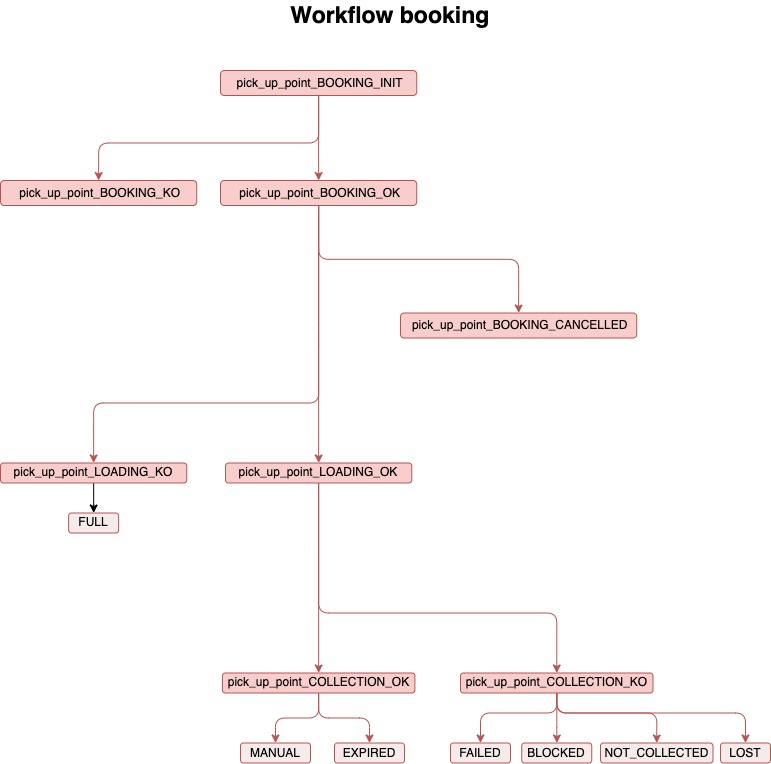 Workflow booking
pick_up_point_BOOKING_INIT
pick_up_point_BOOKING_KO
pick_up_point_BOOKING_OK
pick_up_point_BOOKING_CANCELLED
pick_up_point_LOADING_KO
pick_up_point_LOADING_OK
FULL
pick_up_point_COLLECTION_OK
pick_up_point_COLLECTION_KO
MANUAL
EXPIRED
FAILED
BLOCKED
NOT_COLLECTED
LOST